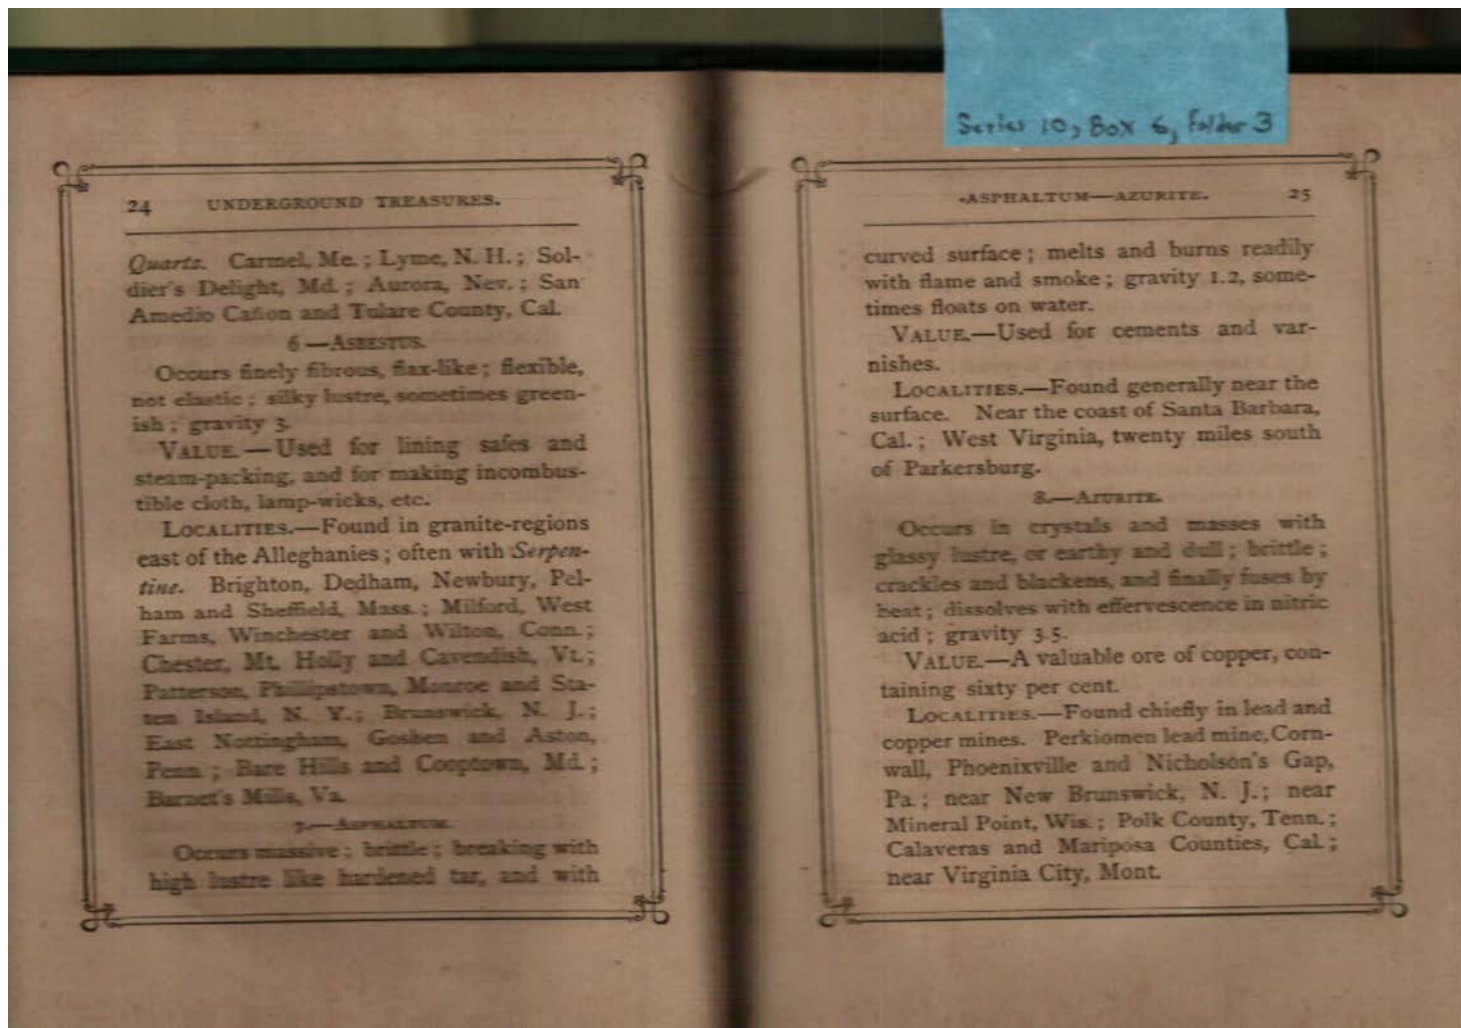 Series 10, Box 6, Folder 3
24 UNDERGROUND TREASURES.
Quartz. Carmel, Me.; Lyme, N. H.; Sol-
dier's Delight, Md.; Aurora, Nev.; San
Amedio Cañon and Tulare County, Cal.
6—ASBESTUS.
Occurs finely fibrous, flax-like; flexible,
not elastic; silky lustre, sometimes green-
ish; gravity 3.
VALUE.—Used for lining safes and
steam-packing, and for making incombus-
tible cloth, lamp-wicks, etc.
LOCALITIES.—Found in granite-regions
east of the Alleghanies; often with Serpen-
tine. Brighton, Dedham, Newbury, Pel-
ham and Sheffield, Mass.; Milford, West
Farms, Winchester and Wilton, Conn.;
Chester, Mt. Holly and Cavendish, Vt.;
Patterson, Phillipstown, Monroe and Sta-
ten Island, N. Y.; Brunswick, N. J.;
East Nottingham, Goshen and Aston,
Penn.; Bare Hills and Cooptown, Md.;
Barnet's Mills, Va.
7.—ASPHALTUM.
Occurs massive; brittle; breaking with
high lustre like hardened tar, and with
ASPHALTUM—AZURITE. 25
curved surface; melts and burns readily
with flame and smoke; gravity 1.2, some-
times floats on water.
VALUE.—Used for cements and var-
nishes.
LOCALITIES.—Found generally near the
surface. Near the coast of Santa Barbara,
Cal.; West Virginia, twenty miles south
of Parkersburg.
8.—AZURITE.
Occurs in crystals and masses with
glassy lustre, or earthy and dull; brittle;
crackles and blackens, and finally fuses by
heat; dissolves with effervescence in nitric
acid; gravity 3.5.
VALUE.—A valuable ore of copper, con-
taining sixty per cent.
LOCALITIES.—Found chiefly in lead and
copper mines. Perkiomen lead mine, Corn-
wall, Phoenixville and Nicholson's Gap,
Pa.; near New Brunswick, N. J.; near
Mineral Point, Wis.; Polk County, Tenn.;
Calaveras and Mariposa Counties, Cal.;
near Virginia City, Mont.